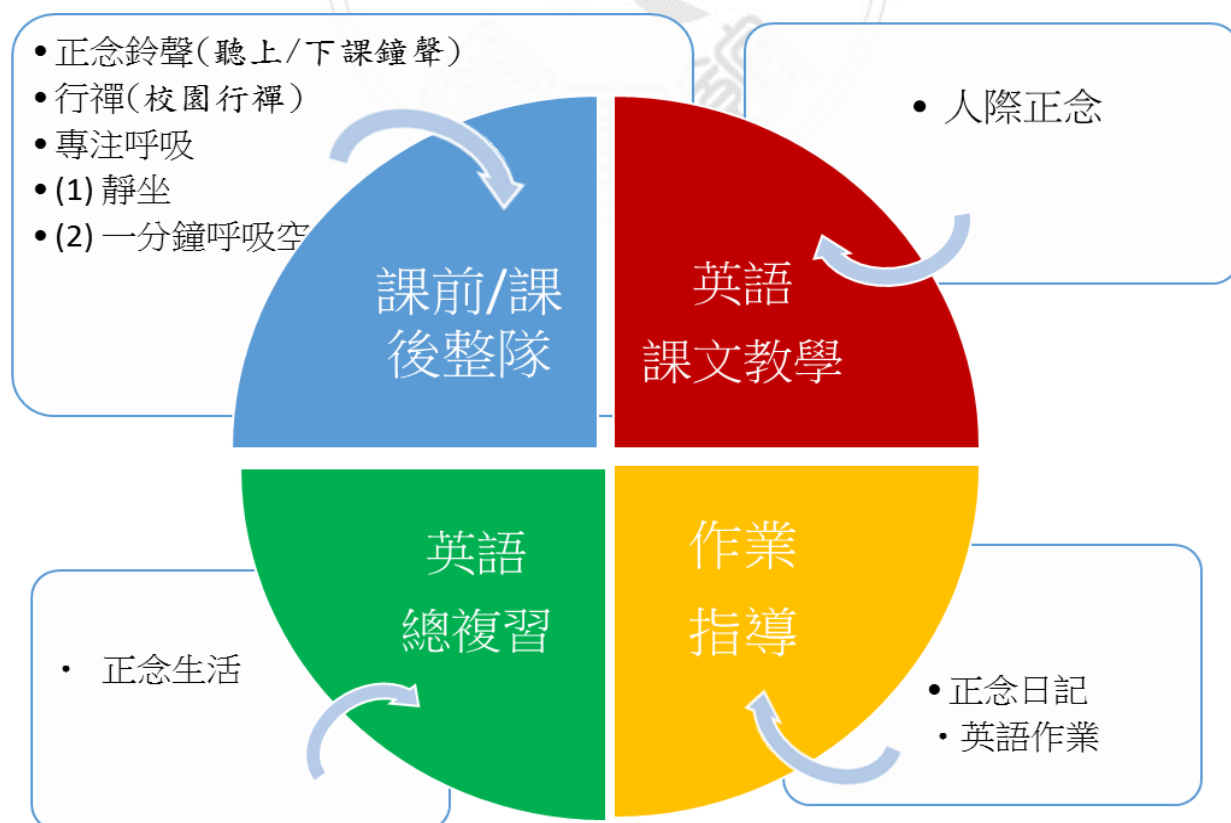 • 正念鈴聲(聽上/下課鐘聲)
• 行禪(校園行禪)
• 專注呼吸
• (1) 靜坐
• (2) 一分鐘呼吸空
課前/課
後整隊
• 人際正念
英語
課文教學
英語
總複習
• 正念生活
作業
指導
• 正念日記
• 英語作業